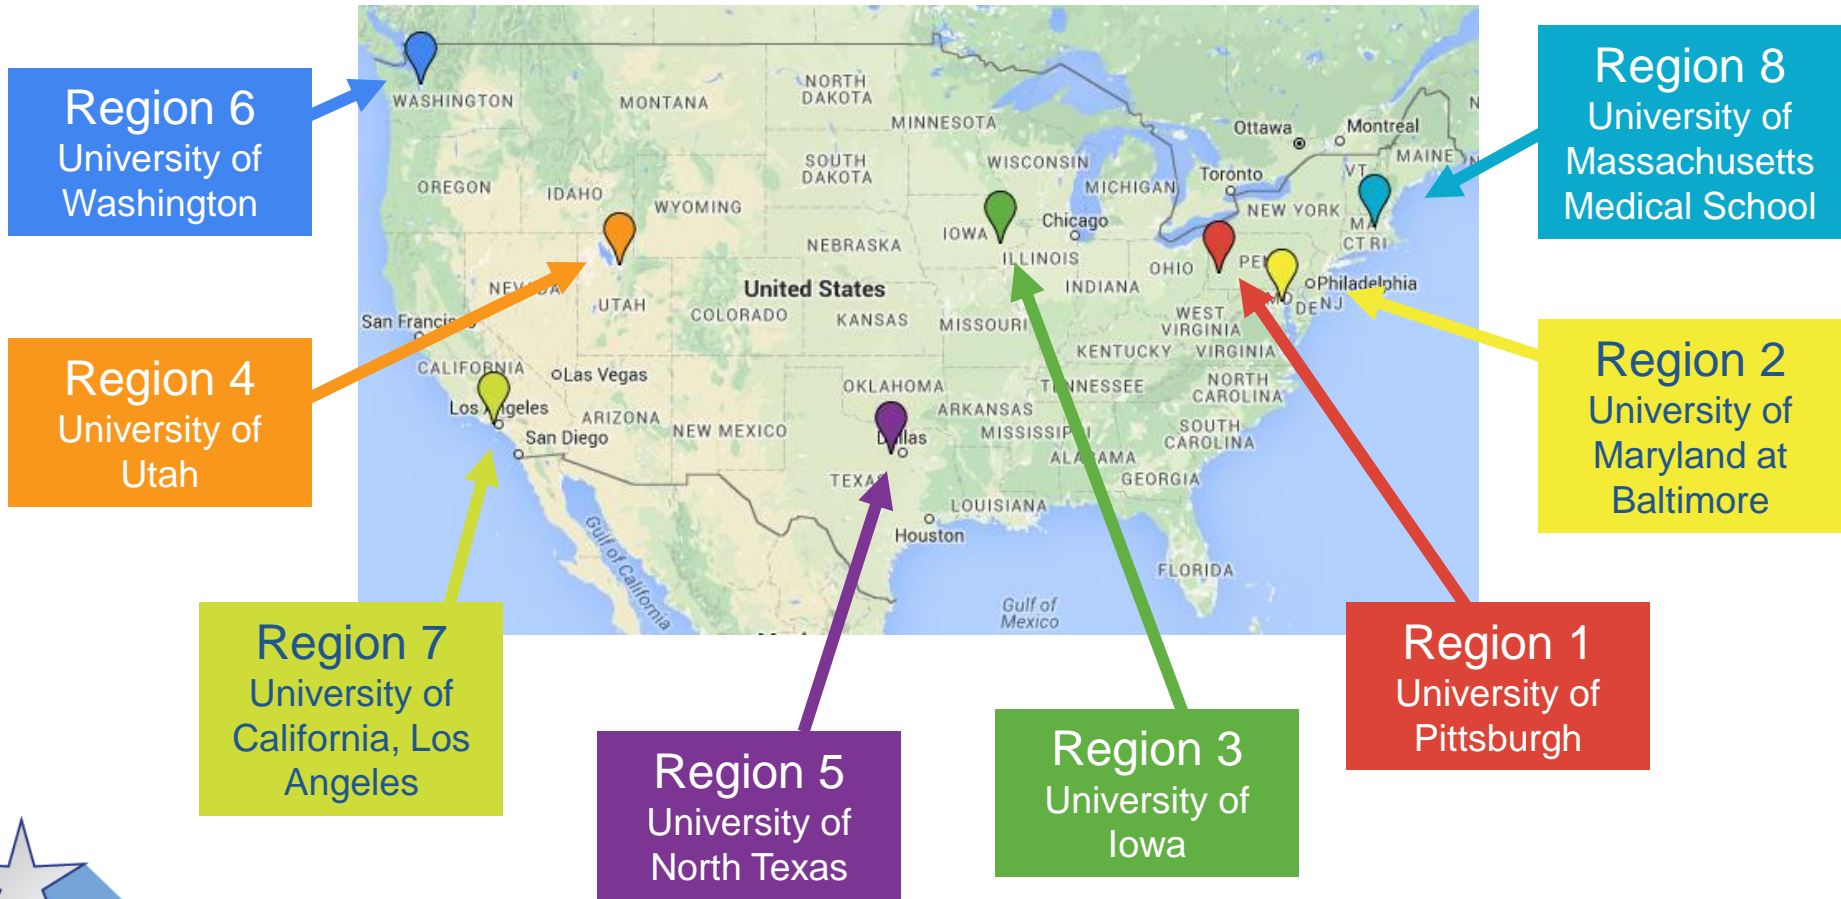 Region 6
University of
Washington
Region 4
University of
Utah
Region 7
University of
California, Los
Angeles
Region 5
University of
North Texas
Region 3
University of
Iowa
Region 1
University of
Pittsburgh
Region 2
University of
Maryland at
Baltimore
Region 8
University of
Massachusetts
Medical School
WASHINGTON
MONTANA
NORTH
DAKOTA
MINNESOTA
Ottawa
Montreal
SOUTH
DAKOTA
WISCONSIN
MICHIGAN
Toronto
VT
MAINE
OREGON
IDAHO
WYOMING
IOWA
Chicago
NEW YORK
MA
CT RI
NEBRASKA
ILLINOIS
INDIANA
OHIO
Philadelphia
United States
UTAH
COLORADO
KANSAS
MISSOURI
WEST
VIRGINIA
DE
NJ
KENTUCKY
VIRGINIA
CALIFORNIA
Las Vegas
OKLAHOMA
TENNESSEE
NORTH
CAROLINA
ARIZONA
NEW MEXICO
ARKANSAS
MISSISSIPPI
SOUTH
CAROLINA
San Diego
ALABAMA
GEORGIA
LOUISIANA
Houston
Gulf of California
FLORIDA
Gulf of
Mexico